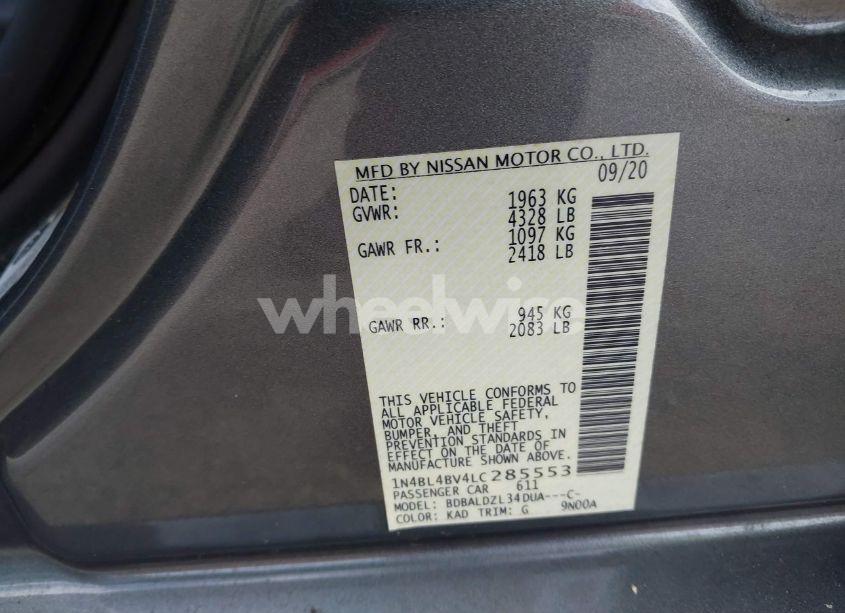 MFD BY NISSAN MOTOR CO., LTD.
DATE: 09/20
GVWR: 1963 KG
4328 LB
GAWR FR.: 1097 KG
2418 LB
wheelwire
GAWR RR.: 945 KG
2083 LB
THIS VEHICLE CONFORMS TO
ALL APPLICABLE FEDERAL
MOTOR VEHICLE SAFETY,
BUMPER, AND THEFT
PREVENTION STANDARDS IN
EFFECT ON THE DATE OF
MANUFACTURE SHOWN ABOVE.
1N4BL4BV4LC285553
PASSENGER CAR 611
MODEL: BDBALDZL34DUA---C-
COLOR: KAD TRIM: G 9N00A